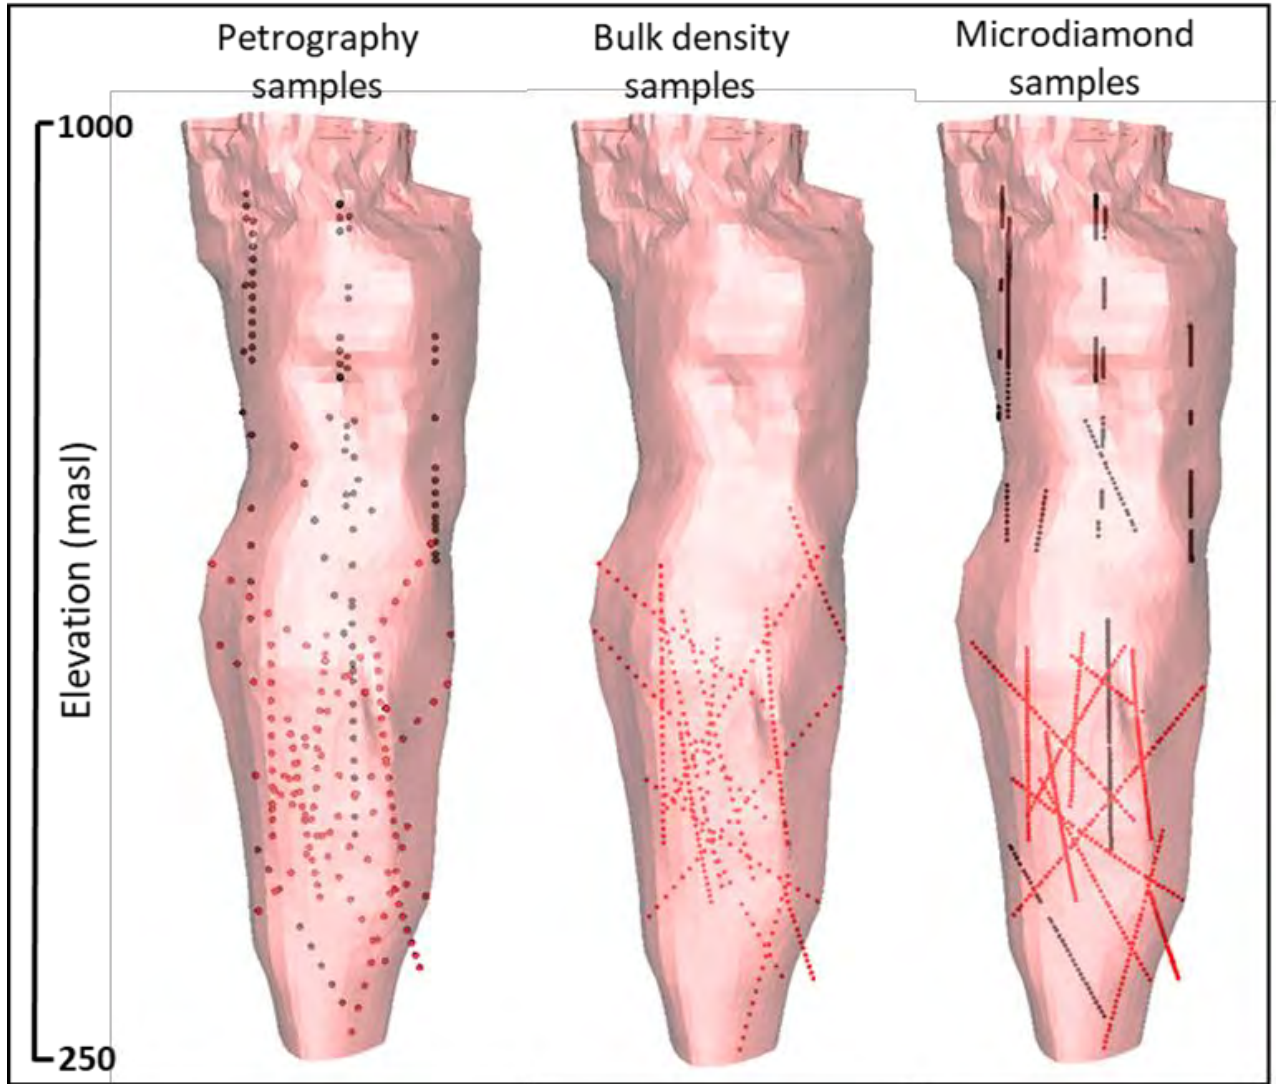 Petrography
samples
Bulk density
samples
Microdiamond
samples
1000
Elevation (masl)
250